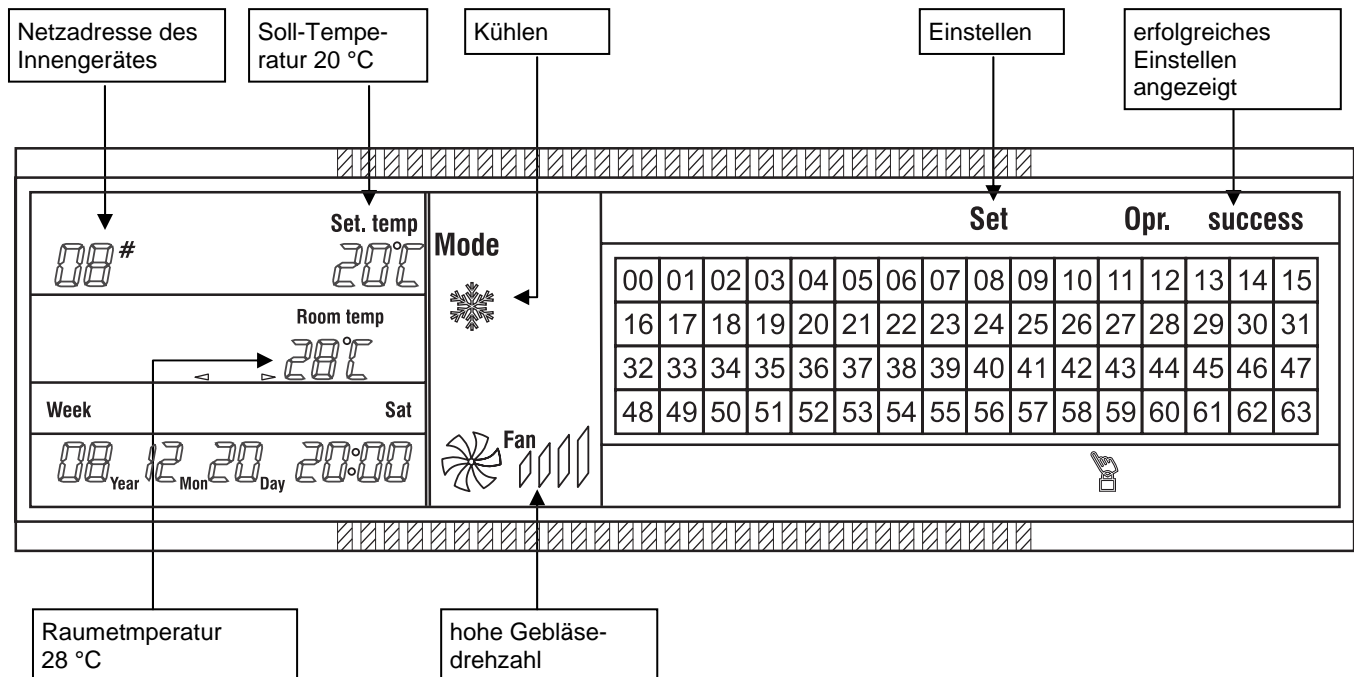 Netzadresse des
Innengerätes
Soll-Tempe-
ratur 20 °C
Kühlen
Einstellen
erfolgreiches
Einstellen
angezeigt
Set. temp
08#
20°C
Mode
Set Opr. success
00 01 02 03 04 05 06 07 08 09 10 11 12 13 14 15
16 17 18 19 20 21 22 23 24 25 26 27 28 29 30 31
32 33 34 35 36 37 38 39 40 41 42 43 44 45 46 47
48 49 50 51 52 53 54 55 56 57 58 59 60 61 62 63
Room temp
28°C
Week Sat
08 Year 12 Mon 20 Day 20:00
Fan
Raumetmperatur
28 °C
hohe Gebläse-
drehzahl